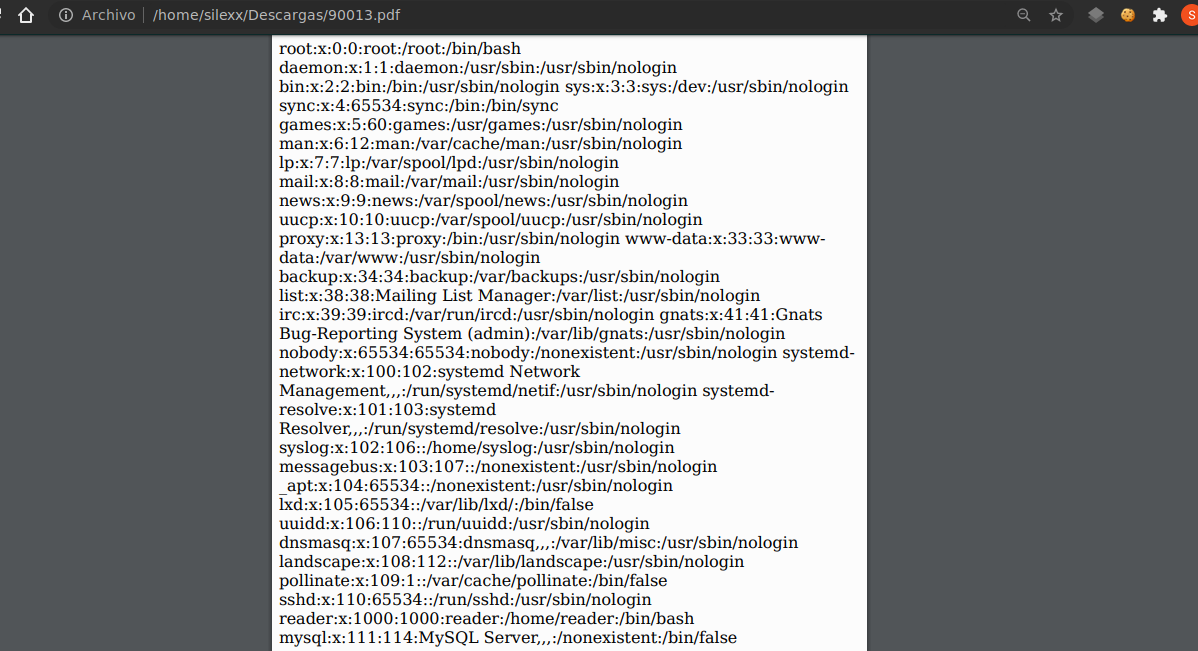 Archivo | /home/silexx/Descargas/90013.pdf
S
root:x:0:0:root:/root:/bin/bash
daemon:x:1:1:daemon:/usr/sbin:/usr/sbin/nologin
bin:x:2:2:bin:/bin:/usr/sbin/nologin sys:x:3:3:sys:/dev:/usr/sbin/nologin
sync:x:4:65534:sync:/bin:/bin/sync
games:x:5:60:games:/usr/games:/usr/sbin/nologin
man:x:6:12:man:/var/cache/man:/usr/sbin/nologin
lp:x:7:7:lp:/var/spool/lpd:/usr/sbin/nologin
mail:x:8:8:mail:/var/mail:/usr/sbin/nologin
news:x:9:9:news:/var/spool/news:/usr/sbin/nologin
uucp:x:10:10:uucp:/var/spool/uucp:/usr/sbin/nologin
proxy:x:13:13:proxy:/bin:/usr/sbin/nologin www-data:x:33:33:www-
data:/var/www:/usr/sbin/nologin
backup:x:34:34:backup:/var/backups:/usr/sbin/nologin
list:x:38:38:Mailing List Manager:/var/list:/usr/sbin/nologin
irc:x:39:39:ircd:/var/run/ircd:/usr/sbin/nologin gnats:x:41:41:Gnats
Bug-Reporting System (admin):/var/lib/gnats:/usr/sbin/nologin
nobody:x:65534:65534:nobody:/nonexistent:/usr/sbin/nologin systemd-
network:x:100:102:systemd Network
Management,,,:/run/systemd/netif:/usr/sbin/nologin systemd-
resolve:x:101:103:systemd
Resolver,,,:/run/systemd/resolve:/usr/sbin/nologin
syslog:x:102:106::/home/syslog:/usr/sbin/nologin
messagebus:x:103:107::/nonexistent:/usr/sbin/nologin
_apt:x:104:65534::/nonexistent:/usr/sbin/nologin
lxd:x:105:65534::/var/lib/lxd/:/bin/false
uuidd:x:106:110::/run/uuidd:/usr/sbin/nologin
dnsmasq:x:107:65534:dnsmasq,,,:/var/lib/misc:/usr/sbin/nologin
landscape:x:108:112::/var/lib/landscape:/usr/sbin/nologin
pollinate:x:109:1::/var/cache/pollinate:/bin/false
sshd:x:110:65534::/run/sshd:/usr/sbin/nologin
reader:x:1000:1000:reader:/home/reader:/bin/bash
mysql:x:111:114:MySQL Server,,,:/nonexistent:/bin/false